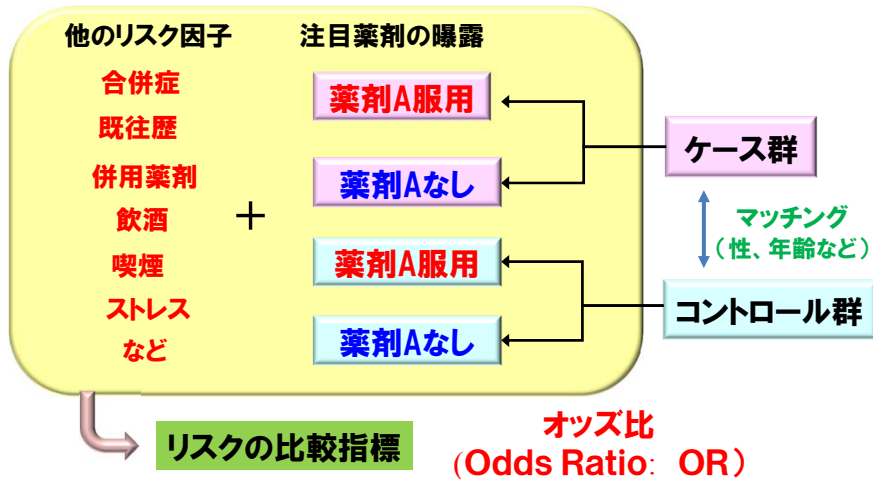 他のリスク因子
合併症
既往歴
併用薬剤
飲酒
喫煙
ストレス
など
+
注目薬剤の曝露
薬剤A服用
薬剤Aなし
薬剤A服用
薬剤Aなし
ケース群
マッチング
(性、年齢など)
コントロール群
リスクの比較指標
オッズ比
(Odds Ratio: OR)